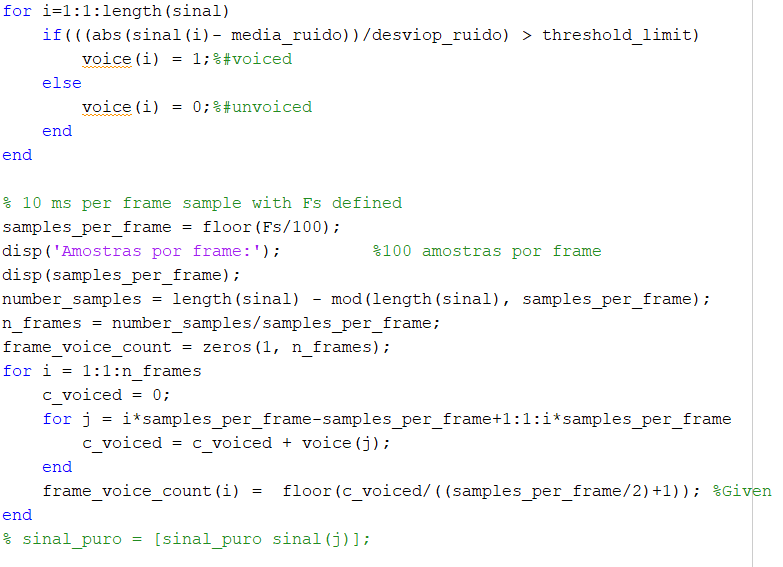 for i=1:1:length(sinal)
    if(((abs(sinal(i)- media_ruido))/desviop_ruido) > threshold_limit)
        voice(i) = 1;%#voiced
    else
        voice(i) = 0;%#unvoiced
    end
end

% 10 ms per frame sample with Fs defined
samples_per_frame = floor(Fs/100);
disp('Amostras por frame:');         %100 amostras por frame
disp(samples_per_frame);
number_samples = length(sinal) - mod(length(sinal), samples_per_frame);
n_frames = number_samples/samples_per_frame;
frame_voice_count = zeros(1, n_frames);
for i = 1:1:n_frames
    c_voiced = 0;
    for j = i*samples_per_frame-samples_per_frame+1:1:i*samples_per_frame
        c_voiced = c_voiced + voice(j);
    end
    frame_voice_count(i) =  floor(c_voiced/((samples_per_frame/2)+1)); %Given
end
% sinal_puro = [sinal_puro sinal(j)];